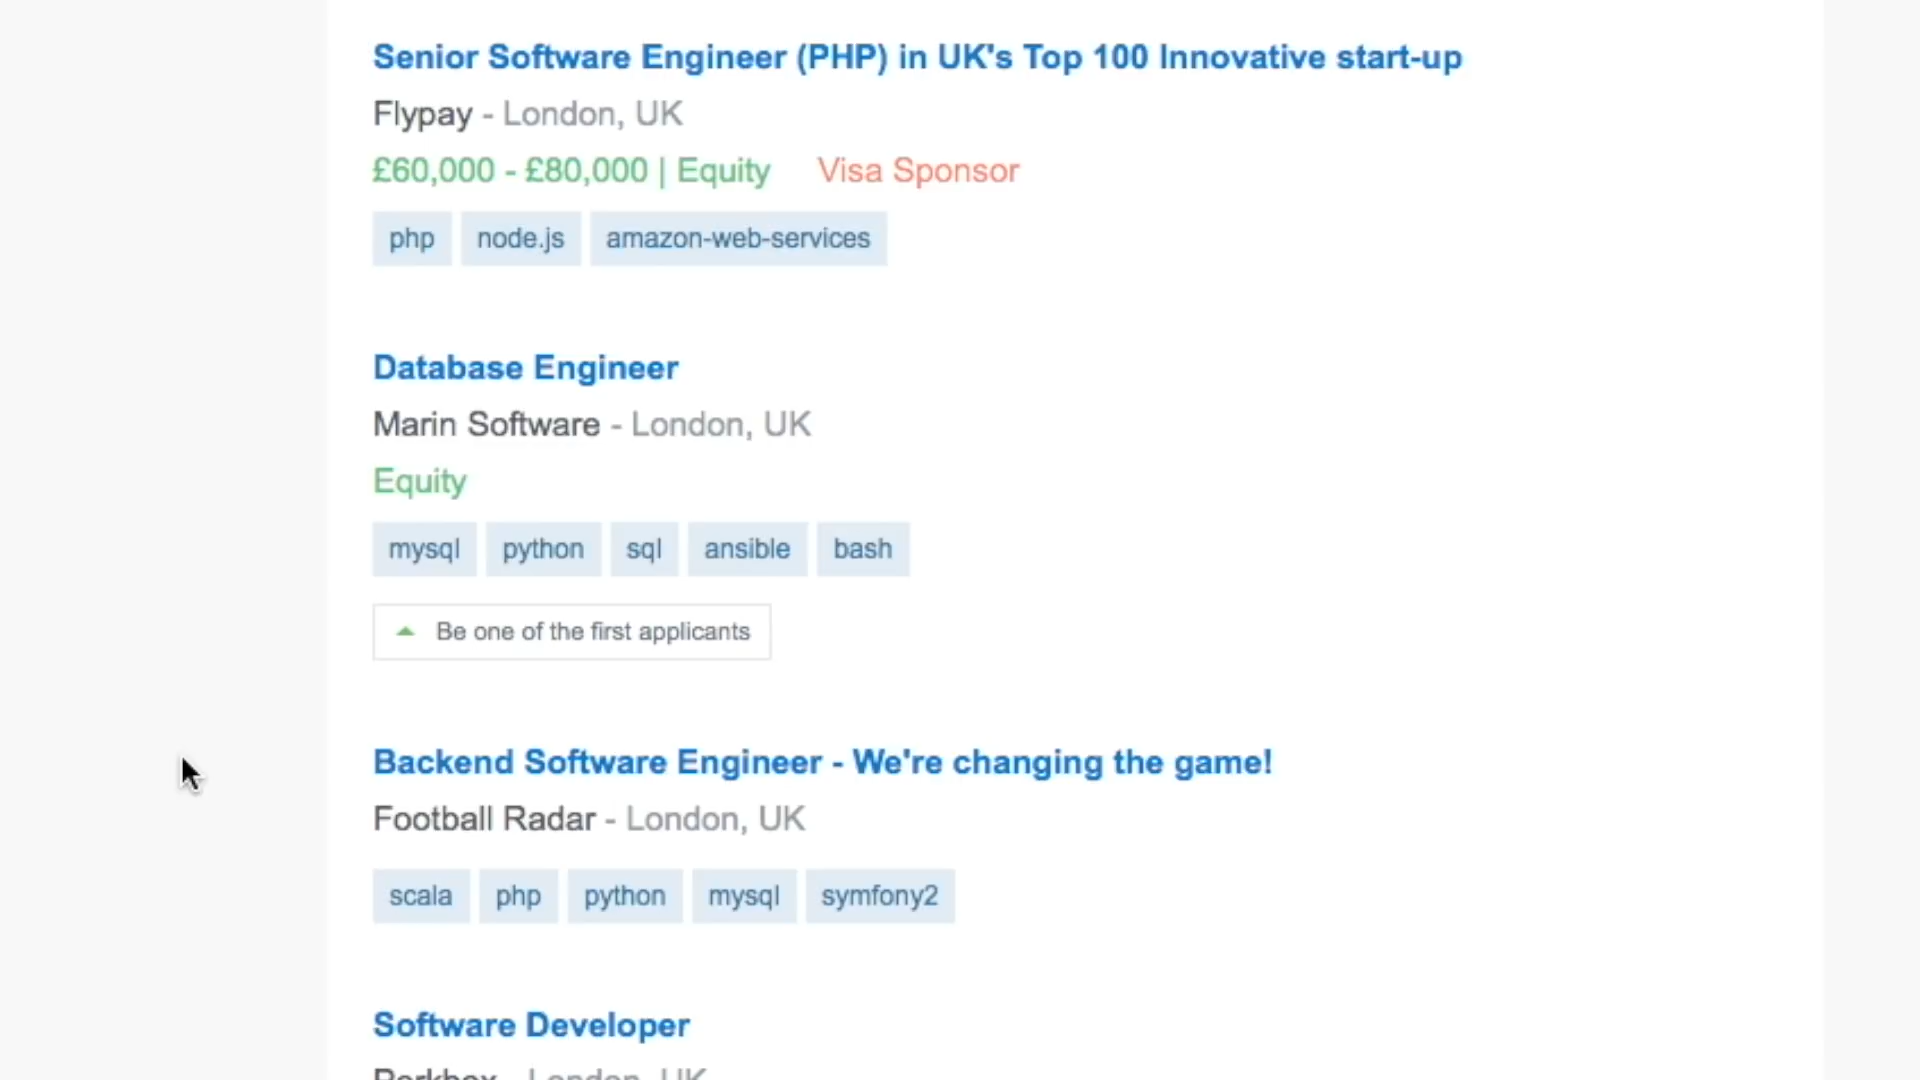 Senior Software Engineer (PHP) in UK's Top 100 Innovative start-up
Flypay - London, UK
£60,000 - £80,000 | Equity Visa Sponsor
php node.js amazon-web-services
Database Engineer
Marin Software - London, UK
Equity
mysql python sql ansible bash
Be one of the first applicants
Backend Software Engineer - We're changing the game!
Football Radar - London, UK
scala php python mysql symfony2
Software Developer
Perkbox - London, UK